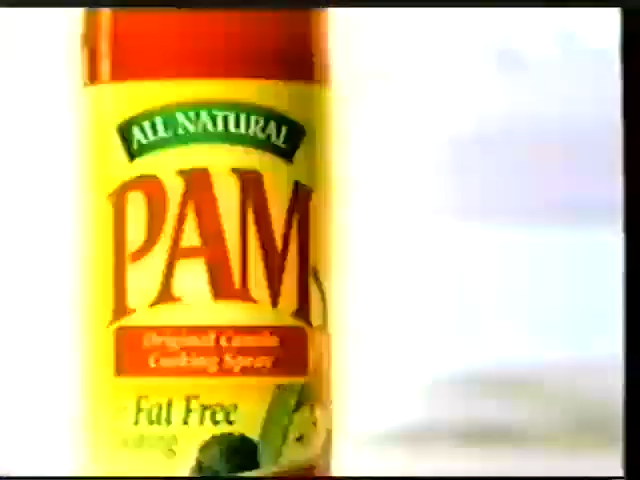 ALL NATURAL
PAM
Original Canola
Cooking Spray
Fat Free